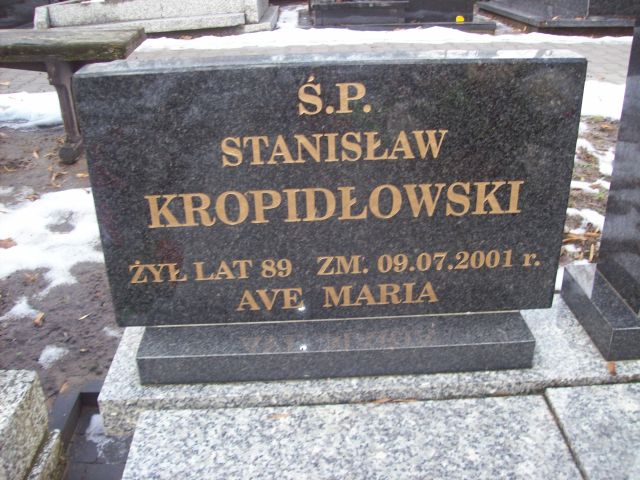 Ś.P.
STANISŁAW
KROPIDŁOWSKI
ŻYŁ LAT 89 ZM. 09.07.2001 r.
AVE MARIA